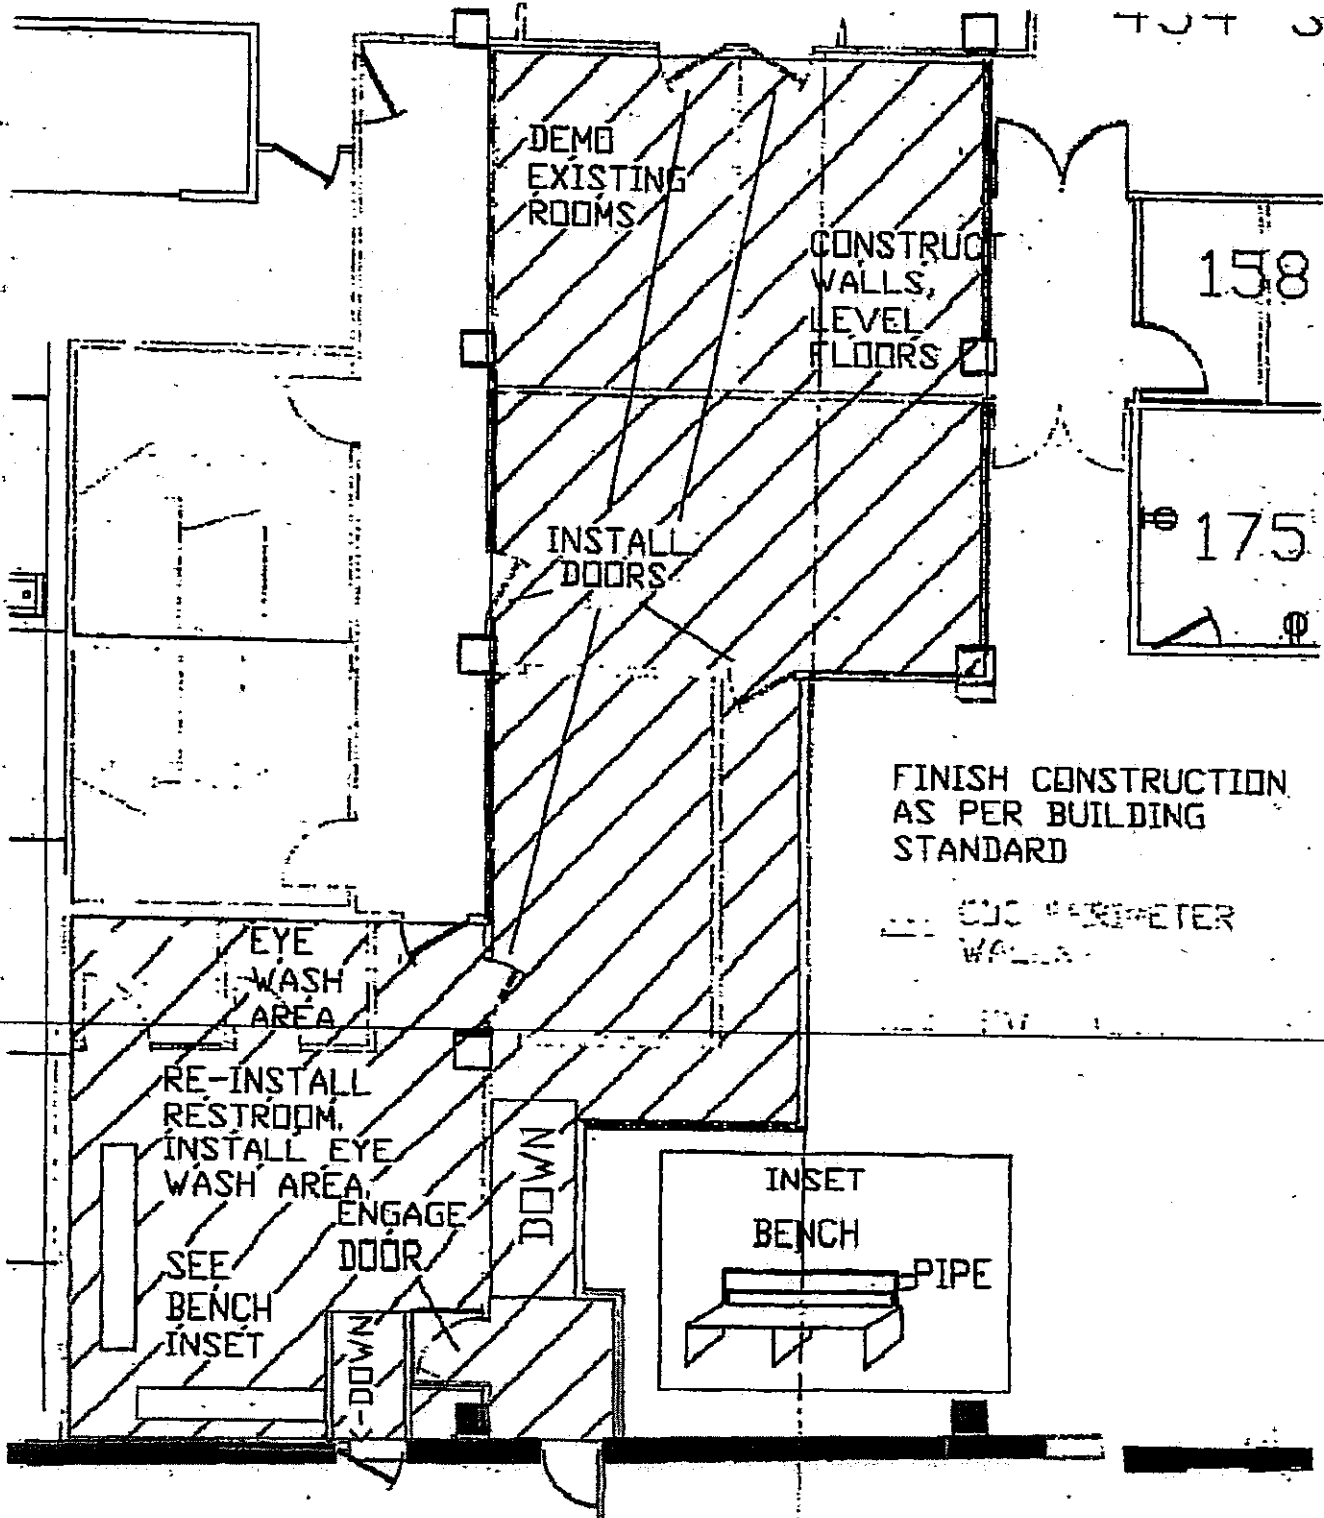 DEMO
EXISTING
ROOMS
CONSTRUCT
WALLS,
LEVEL
FLOORS
158
INSTALL
DOORS
175
FINISH CONSTRUCTION
AS PER BUILDING
STANDARD
EYE
WASH
AREA
RE-INSTALL
RESTROOM,
INSTALL EYE
WASH AREA,
ENGAGE
DOOR
SEE
BENCH
INSET
DOWN
<-DOWN
INSET
BENCH
PIPE